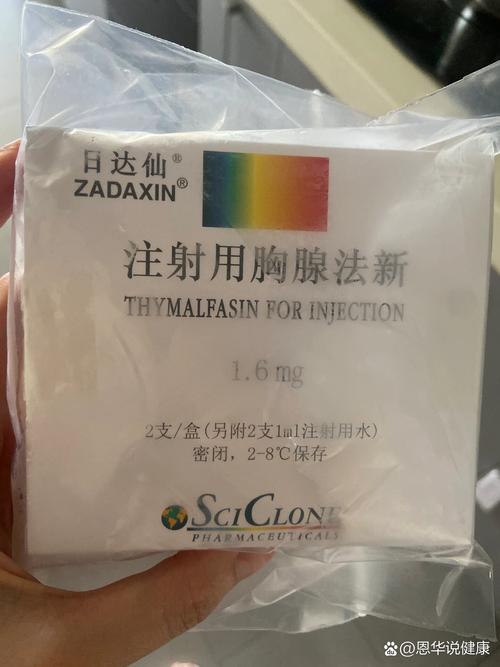 日达仙®
ZADAXIN®
注射用胸腺法新
THYMALFASIN FOR INJECTION
1.6mg
2支/盒(另附2支1ml注射用水)
密闭，2-8℃保存
SCICLONE
PHARMACEUTICALS
恩华说健康